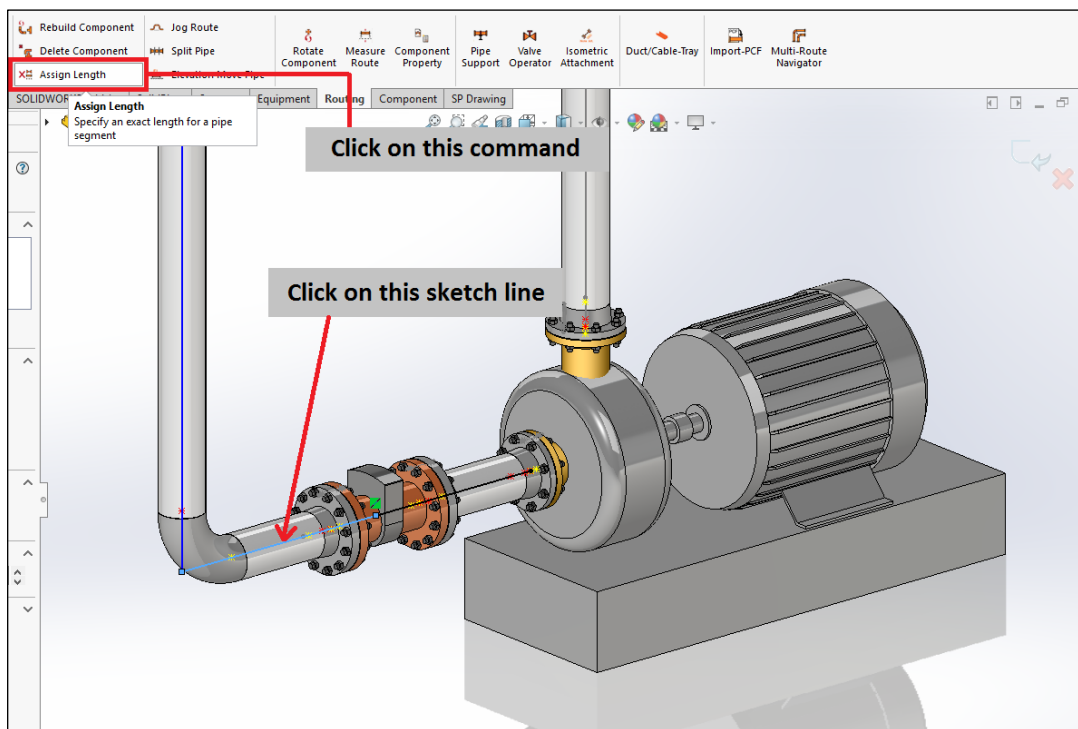 Rebuild Component
Jog Route
Delete Component
Split Pipe
Assign Length
Elevation Move Pipe
Rotate
Component
Measure
Route
Component
Property
Pipe
Support
Valve
Operator
Isometric
Attachment
Duct/Cable-Tray
Import-PCF
Multi-Route
Navigator
SOLIDWOR
Equipment
Routing
Component
SP Drawing
Assign Length
Specify an exact length for a pipe
segment
Click on this command
Click on this sketch line